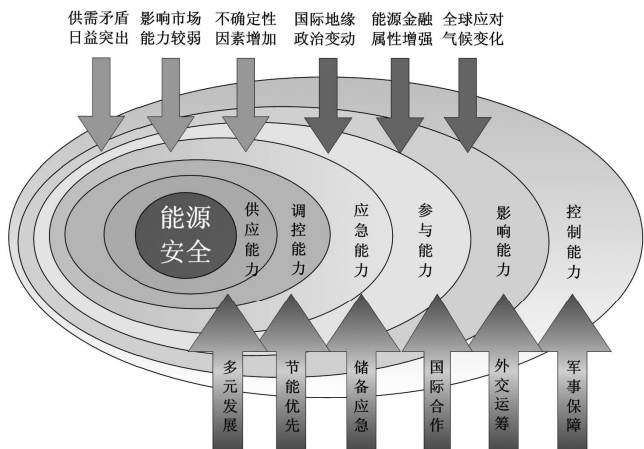 供需矛盾 影响市场 不确定性 国际地缘 能源金融 全球应对
日益突出 能力较弱 因素增加 政治变动 属性增强 气候变化
能源
安全
供应能力
调控能力
应急能力
参与能力
影响能力
控制能力
多元发展
节能优先
储备应急
国际合作
外交运筹
军事保障